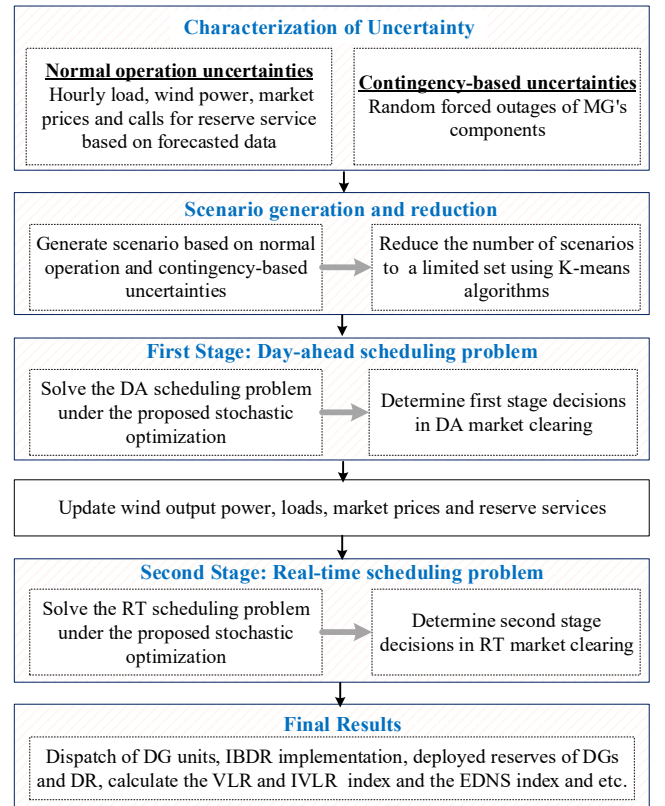 Characterization of Uncertainty
Normal operation uncertainties
Hourly load, wind power, market
prices and calls for reserve service
based on forecasted data
Contingency-based uncertainties
Random forced outages of MG's
components
Scenario generation and reduction
Generate scenario based on normal
operation and contingency-based
uncertainties
Reduce the number of scenarios
to a limited set using K-means
algorithms
First Stage: Day-ahead scheduling problem
Solve the DA scheduling problem
under the proposed stochastic
optimization
Determine first stage decisions
in DA market clearing
Update wind output power, loads, market prices and reserve services
Second Stage: Real-time scheduling problem
Solve the RT scheduling problem
under the proposed stochastic
optimization
Determine second stage
decisions in RT market clearing
Final Results
Dispatch of DG units, IBDR implementation, deployed reserves of DGs
and DR, calculate the VLR and IVLR index and the EDNS index and etc.